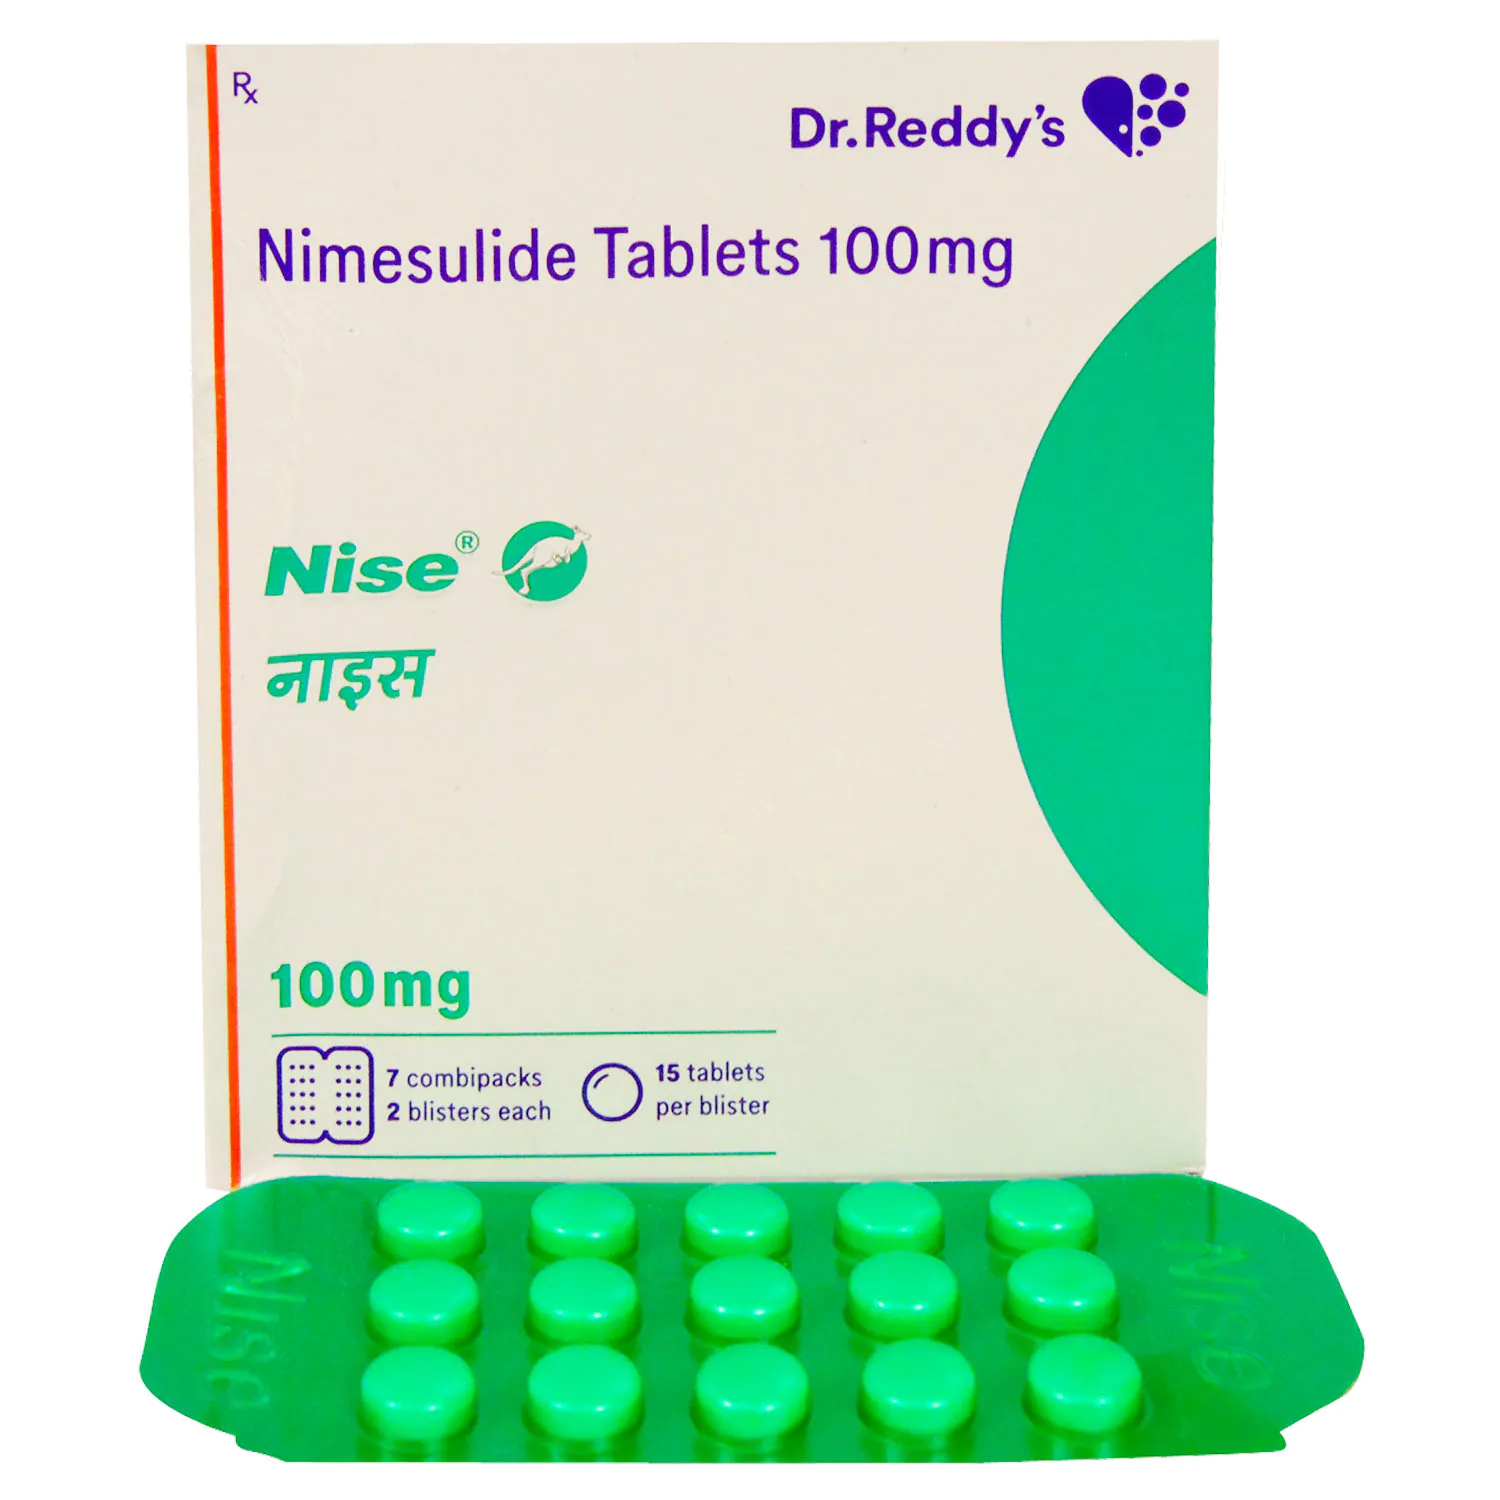 Rx
Dr.Reddy's
Nimesulide Tablets 100mg
Nise®
नाइस
100mg
7 combipacks
2 blisters each
15 tablets
per blister
Nise
Nise